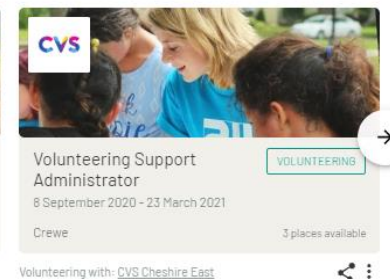 CVS
Volunteering Support
Administrator
VOLUNTEERING
8 September 2020 - 23 March 2021
Crewe
3 places available
Volunteering with: CVS Cheshire East